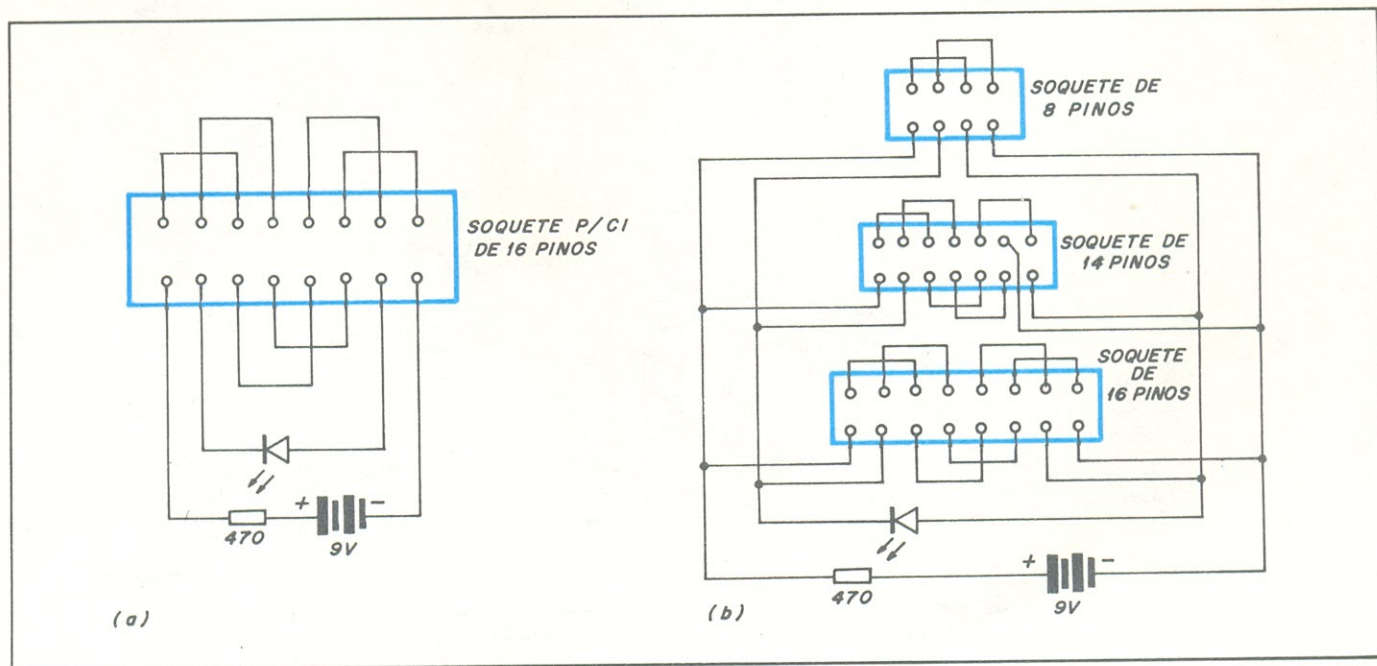 SOQUETE P/CI
DE 16 PINOS
+
-
470
9V
(a)
SOQUETE DE
8 PINOS
SOQUETE DE
14 PINOS
SOQUETE
DE
16 PINOS
+
-
470
9V
(b)